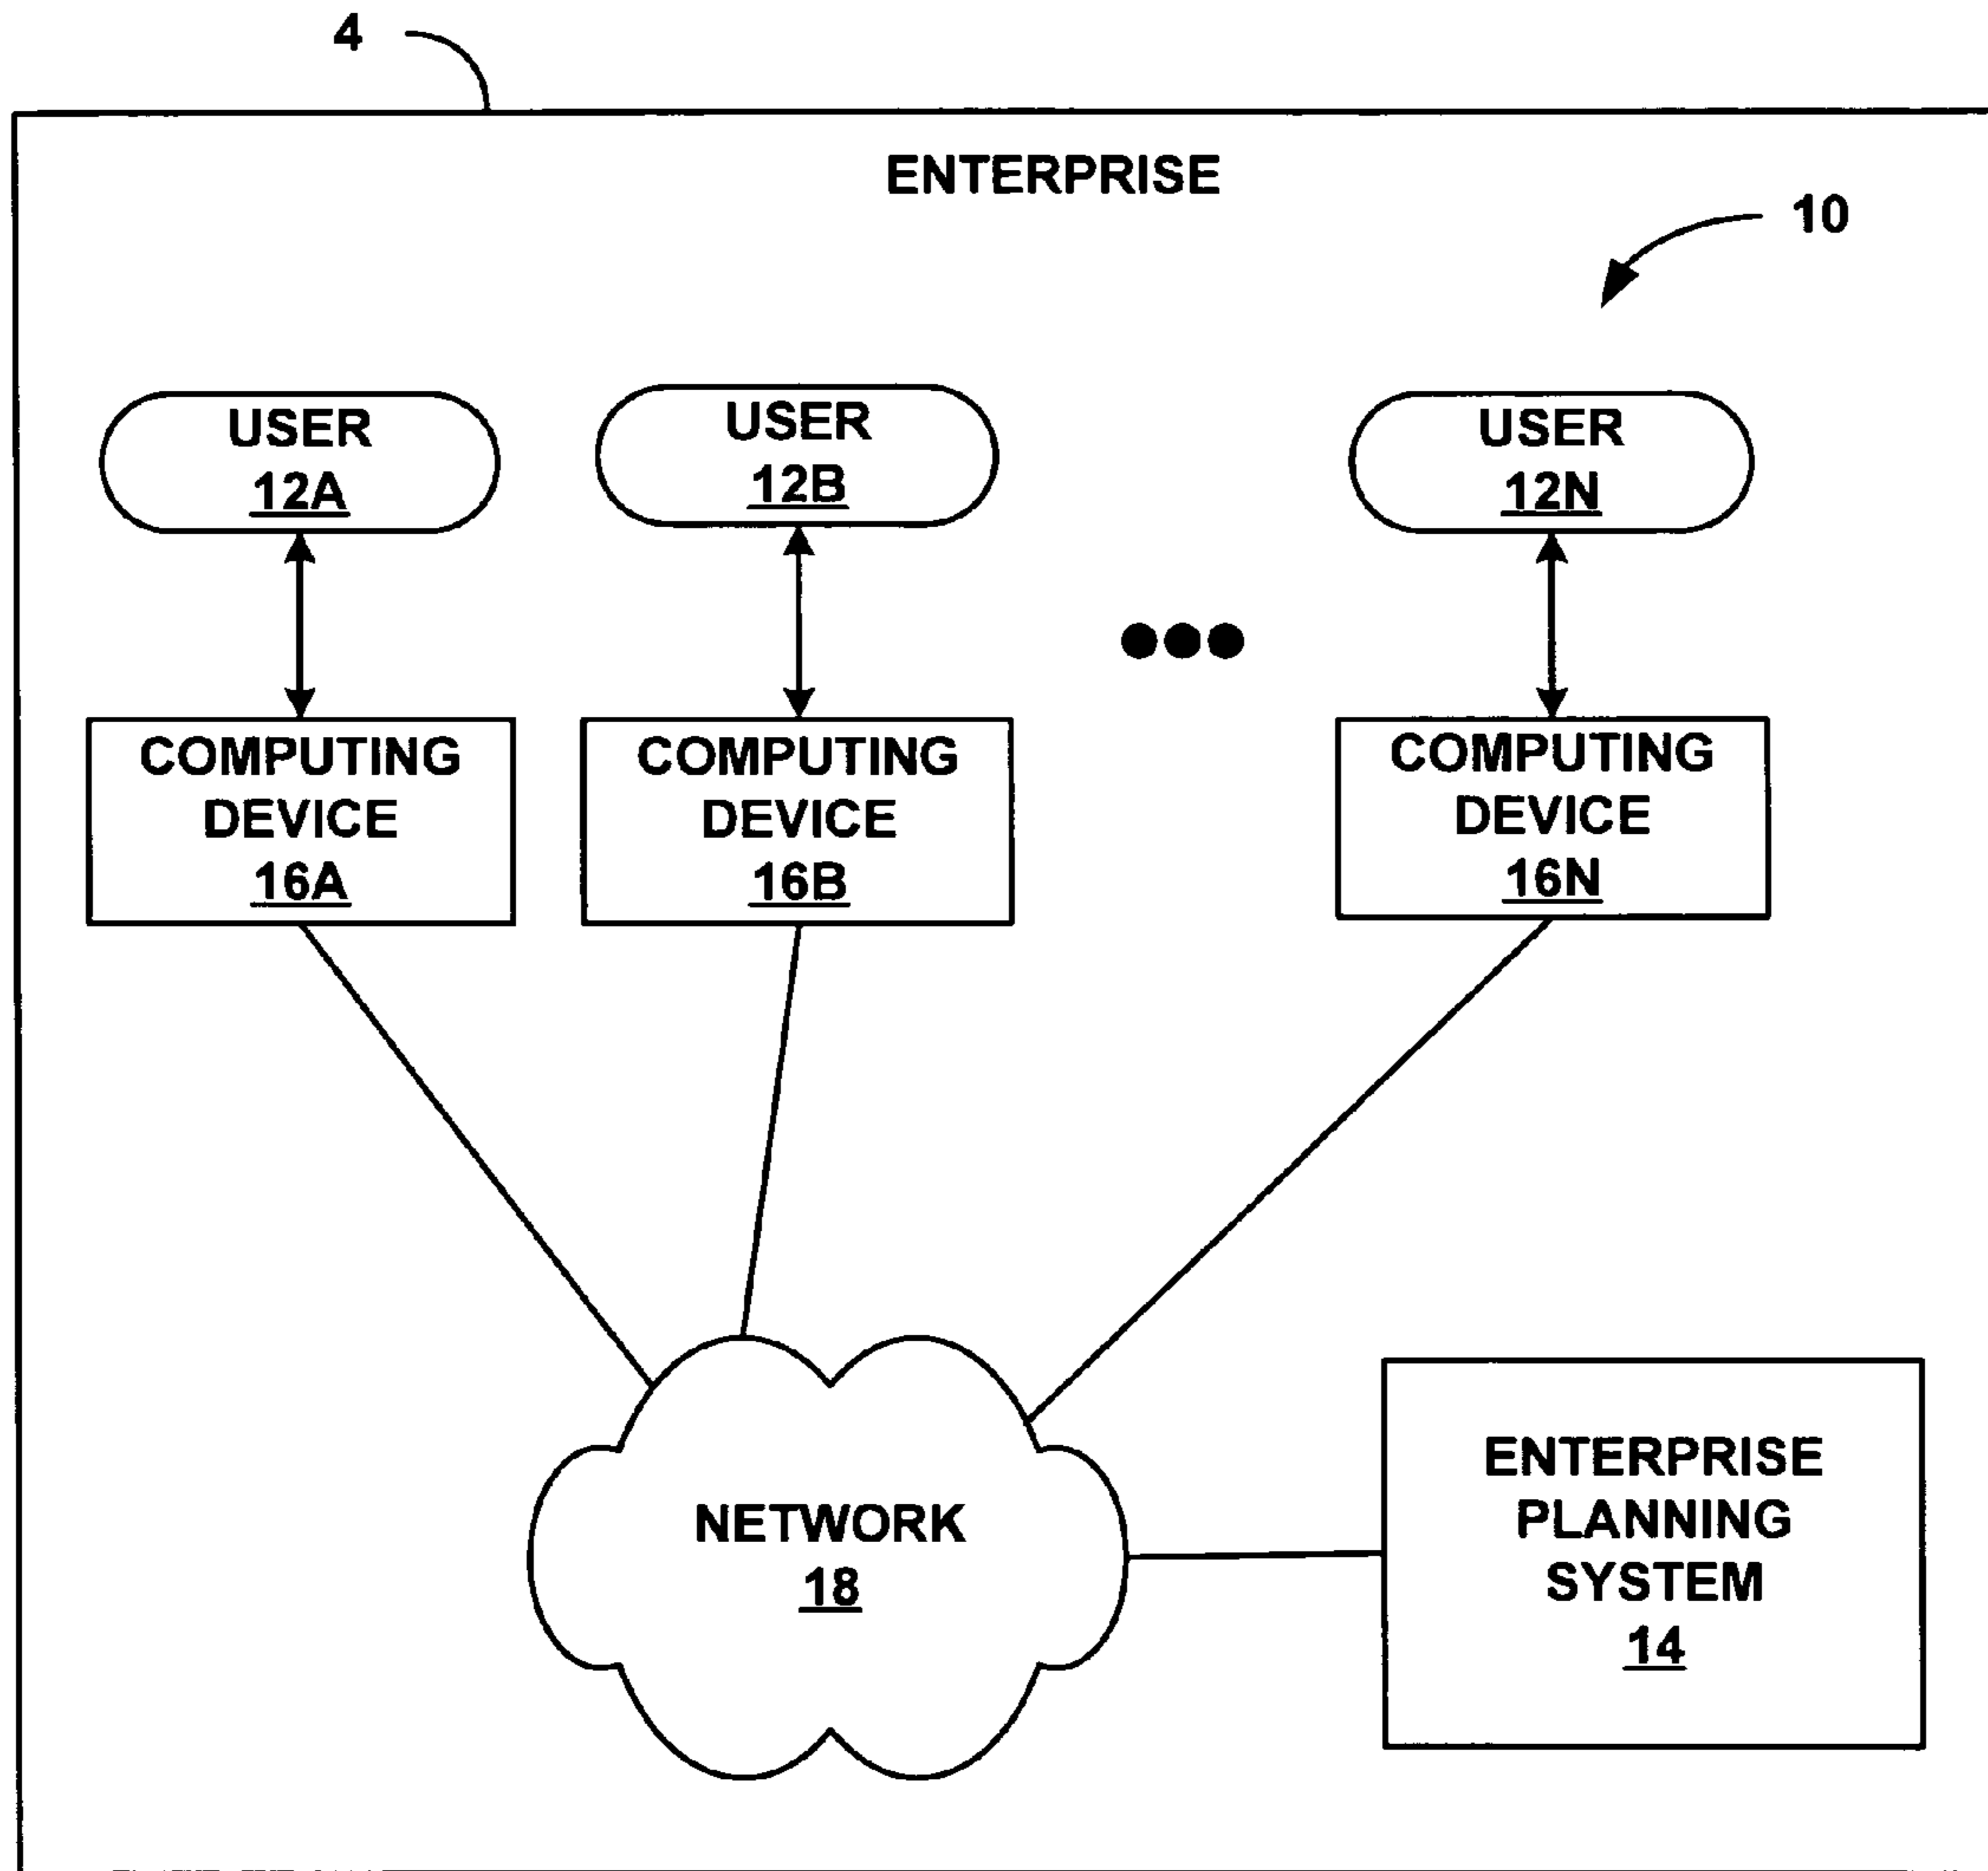 4
ENTERPRISE
10
USER
12A
USER
12B
USER
12N
COMPUTING
DEVICE
16A
COMPUTING
DEVICE
16B
COMPUTING
DEVICE
16N
NETWORK
18
ENTERPRISE
PLANNING
SYSTEM
14